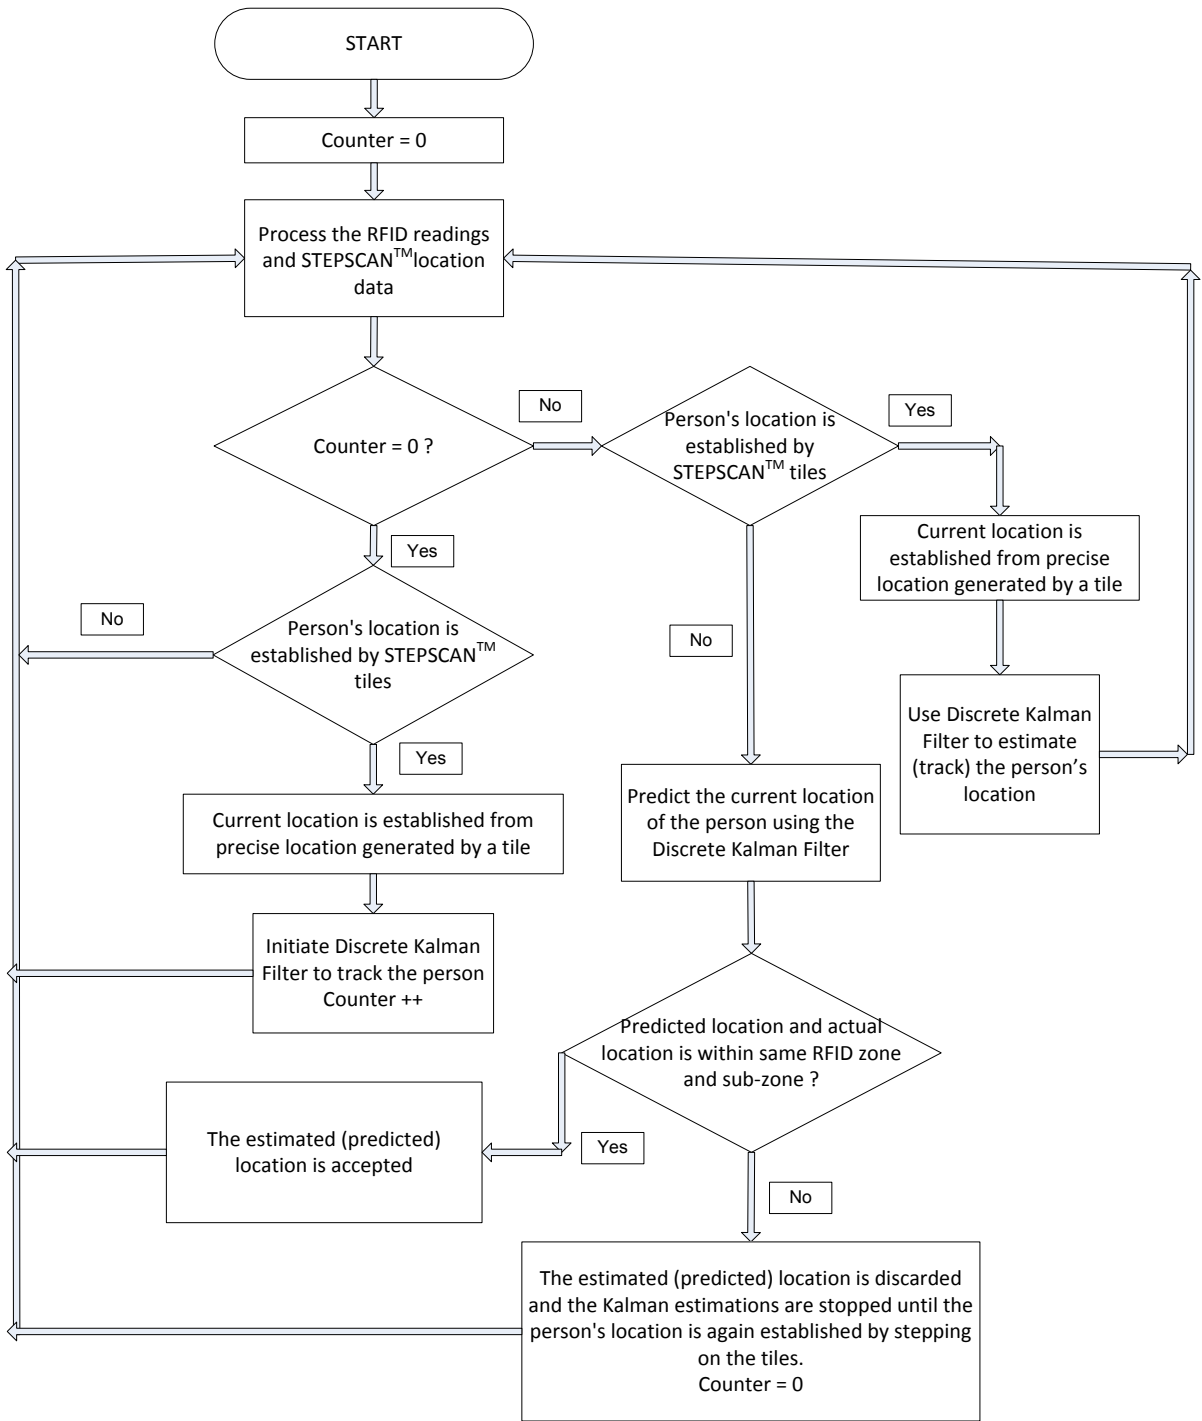 START
Counter = 0
Process the RFID readings
and STEPSCAN™location
data
Counter = 0 ?
No
Person's location is
established by
STEPSCAN™ tiles
Yes
Current location is
established from precise
location generated by a tile
Use Discrete Kalman
Filter to estimate
(track) the person’s
location
Yes
No
Person's location is
established by STEPSCAN™
tiles
Yes
Current location is established from
precise location generated by a tile
Initiate Discrete Kalman
Filter to track the person
Counter ++
No
Predict the current location
of the person using the
Discrete Kalman Filter
Predicted location and actual
location is within same RFID zone
and sub-zone ?
Yes
The estimated (predicted)
location is accepted
No
The estimated (predicted) location is discarded
and the Kalman estimations are stopped until the
person's location is again established by stepping
on the tiles.
Counter = 0